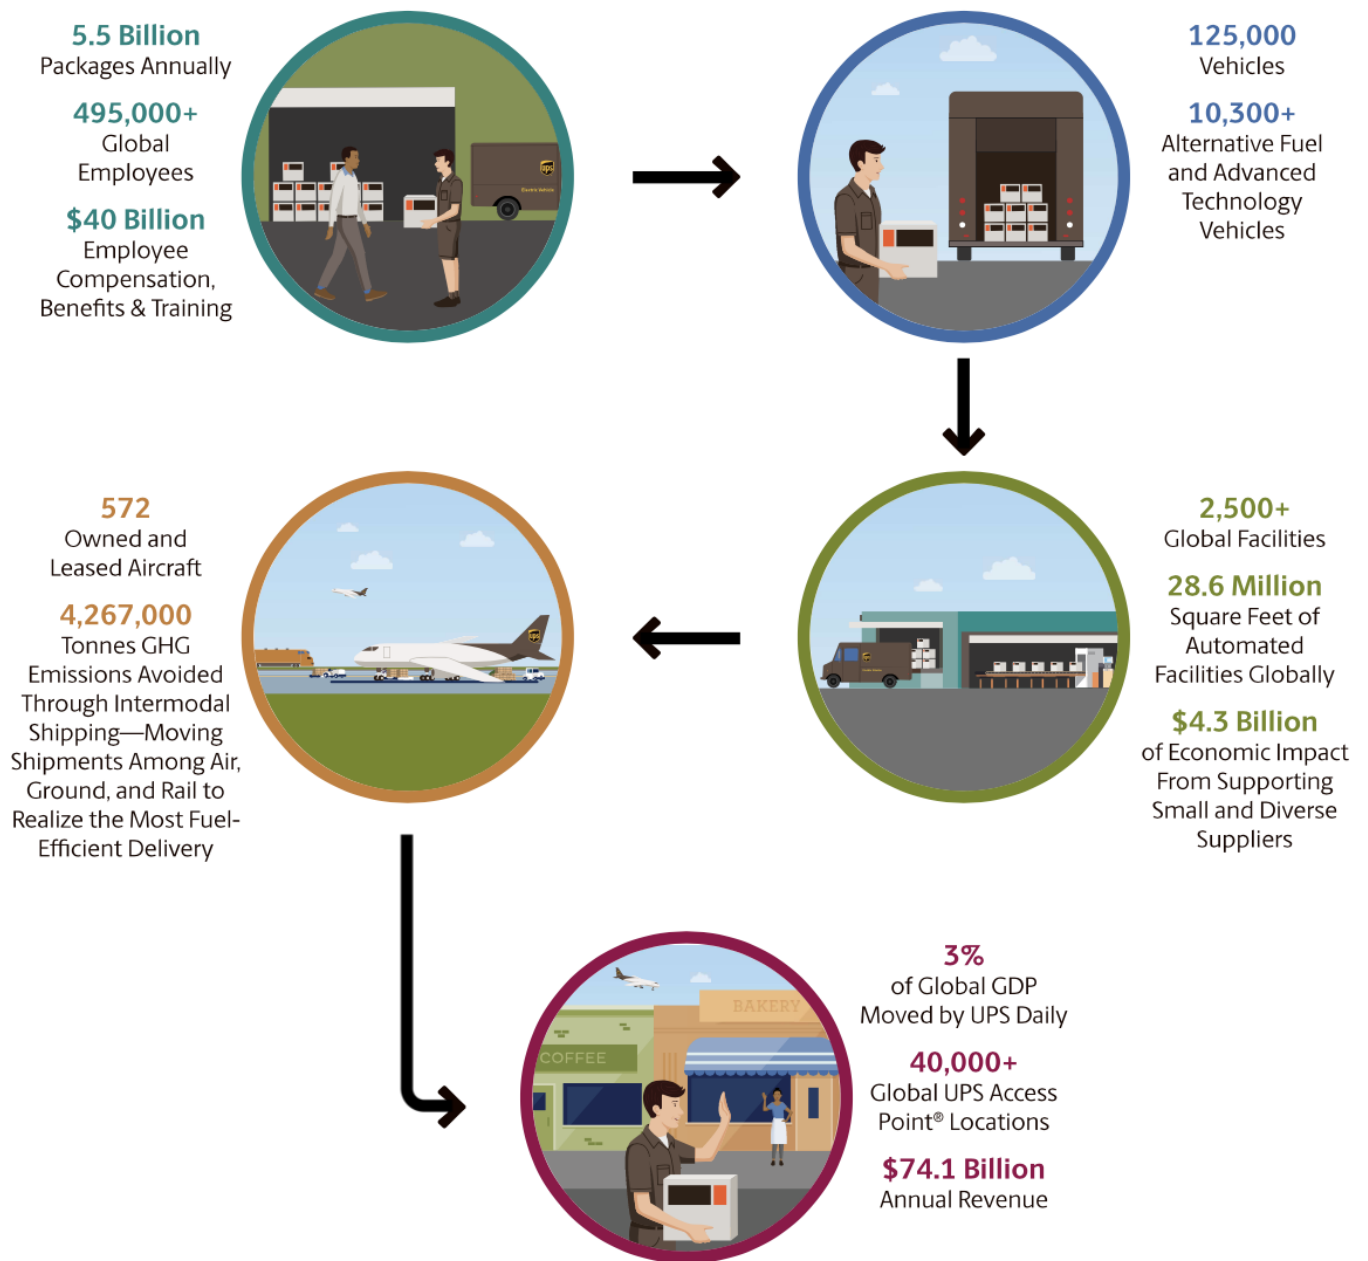 5.5 Billion
Packages Annually
495,000+
Global
Employees
$40 Billion
Employee
Compensation,
Benefits & Training
ups
Electric Vehicle
125,000
Vehicles
10,300+
Alternative Fuel
and Advanced
Technology
Vehicles
2,500+
Global Facilities
28.6 Million
Square Feet of
Automated
Facilities Globally
$4.3 Billion
of Economic Impact
From Supporting
Small and Diverse
Suppliers
572
Owned and
Leased Aircraft
4,267,000
Tonnes GHG
Emissions Avoided
Through Intermodal
Shipping—Moving
Shipments Among Air,
Ground, and Rail to
Realize the Most Fuel-
Efficient Delivery
ups
BAKERY
COFFEE
3%
of Global GDP
Moved by UPS Daily
40,000+
Global UPS Access
Point® Locations
$74.1 Billion
Annual Revenue